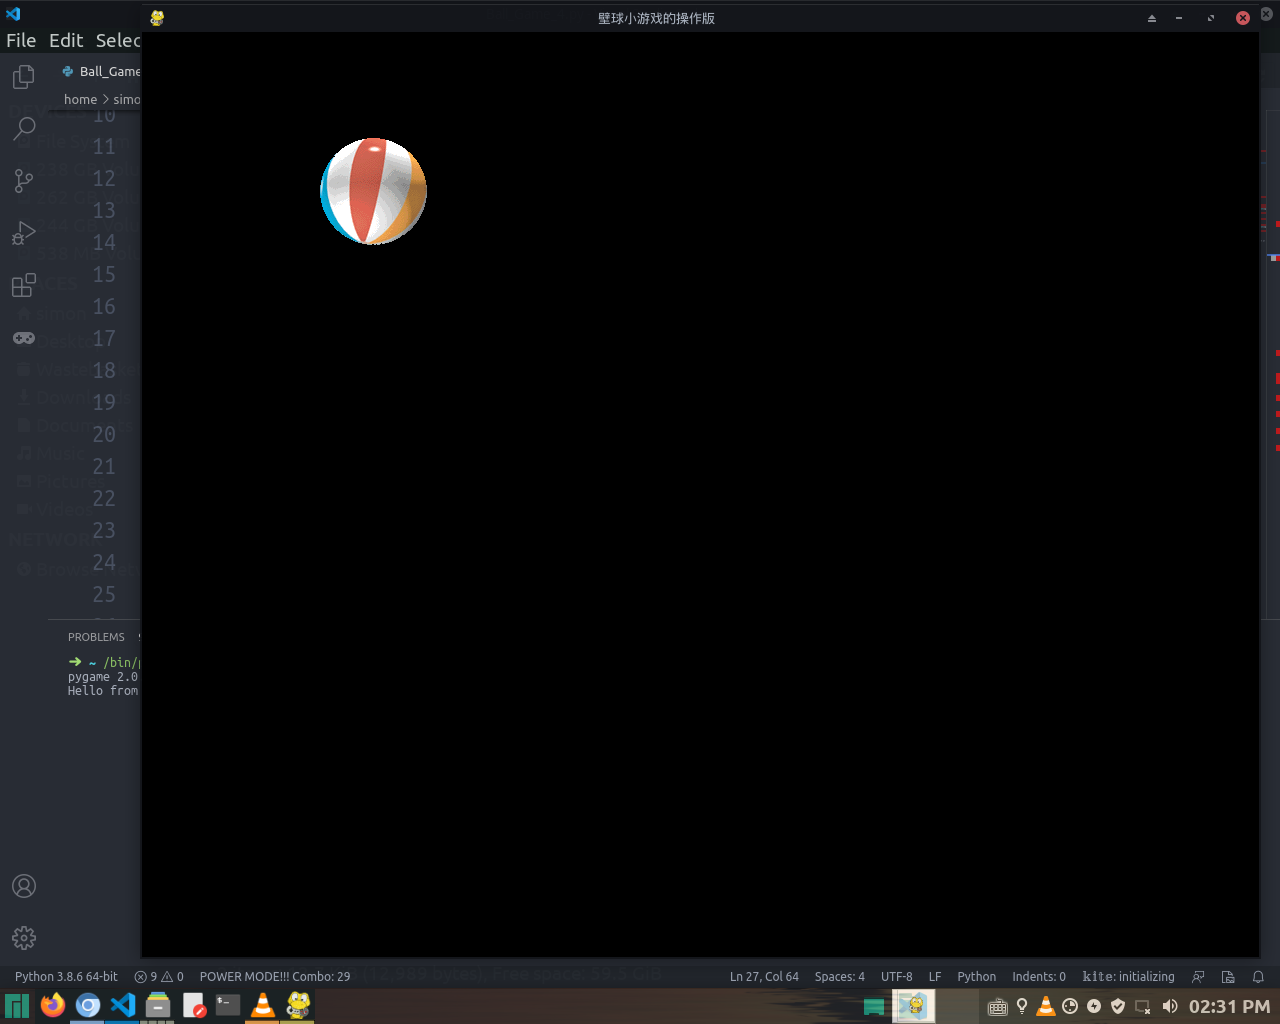 壁球小游戏的操作版
File Edit Selec
Ball_Game
home > simo
10
11
12
13
14
15
16
17
18
19
20
21
22
23
24
25
simon
Pictures
PROBLEMS
➜ ~ /bin/p
pygame 2.0
Hello from
Python 3.8.6 64-bit 9 0 POWER MODE!!! Combo: 29 Ln 27, Col 64 Spaces: 4 UTF-8 LF Python Indents: 0 𝕜𝕚𝕥𝕖: initializing
02:31 PM